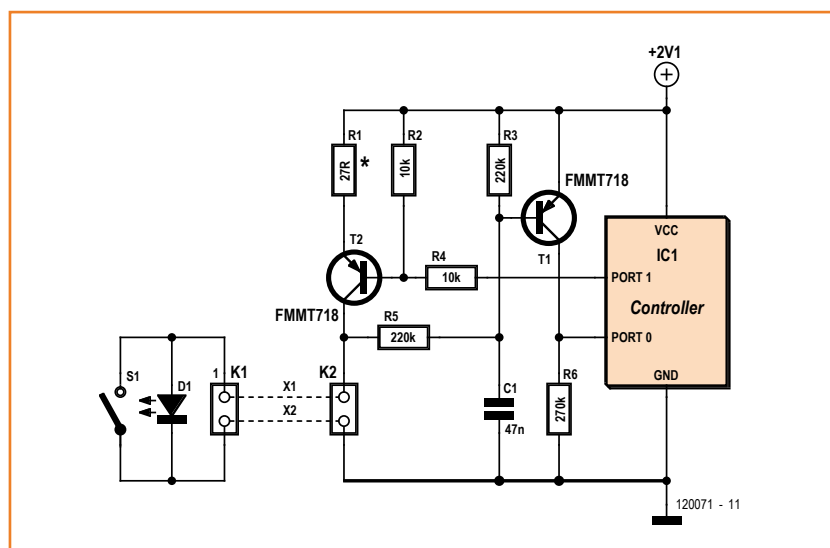 +2V1
R1
R2
R3
27R
*
10k
220k
FMMT718
T2
R4
T1
VCC
IC1
PORT 1
10k
Controller
FMMT718
R5
PORT 0
S1
D1
1
K1
X1
K2
220k
C1
R6
GND
X2
47n
270k
120071 - 11